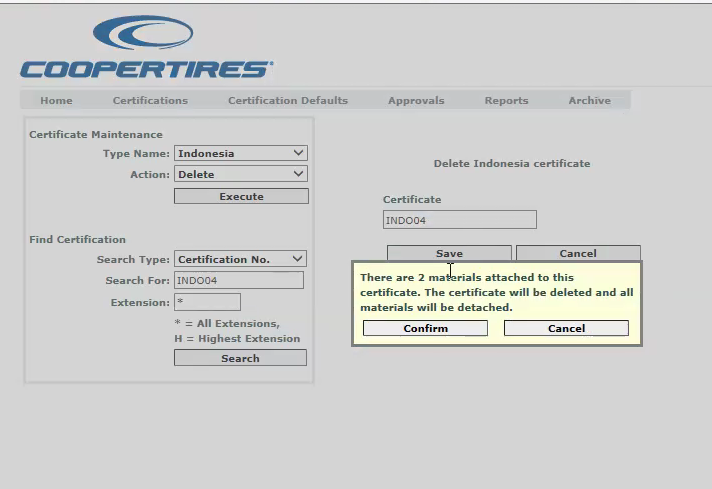 COOPERTIRES®
Home Certifications Certification Defaults Approvals Reports Archive
Certificate Maintenance
Type Name: Indonesia
Action: Delete
Execute
Find Certification
Search Type: Certification No.
Search For: INDO04
Extension: *
* = All Extensions,
H = Highest Extension
Search
Delete Indonesia certificate
Certificate
INDO04
Save Cancel
There are 2 materials attached to this
certificate. The certificate will be deleted and all
materials will be detached.
Confirm Cancel